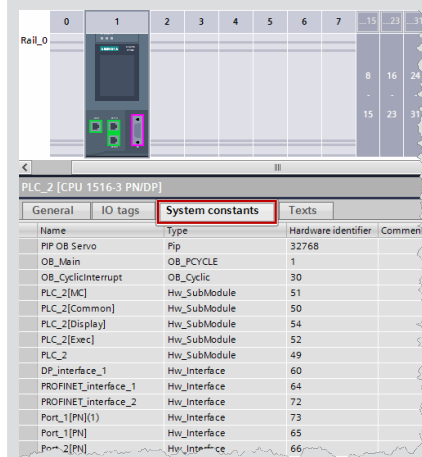 0 1 2 3 4 5 6 7 ...15 ...23 ...31
Rail_0
SIEMENS
8 16 24
- - -
15 23 31
PLC_2 [CPU 1516-3 PN/DP]
General IO tags System constants Texts
Name Type Hardware identifier Commen
PIP OB Servo Pip 32768
OB_Main OB_PCYCLE 1
OB_CyclicInterrupt OB_Cyclic 30
PLC_2[MC] Hw_SubModule 51
PLC_2[Common] Hw_SubModule 50
PLC_2[Display] Hw_SubModule 54
PLC_2[Exec] Hw_SubModule 52
PLC_2 Hw_SubModule 49
DP_interface_1 Hw_Interface 60
PROFINET_interface_1 Hw_Interface 64
PROFINET_interface_2 Hw_Interface 72
Port_1[PN](1) Hw_Interface 73
Port_1[PN] Hw_Interface 65
Port_2[PN] Hw_Interface 66